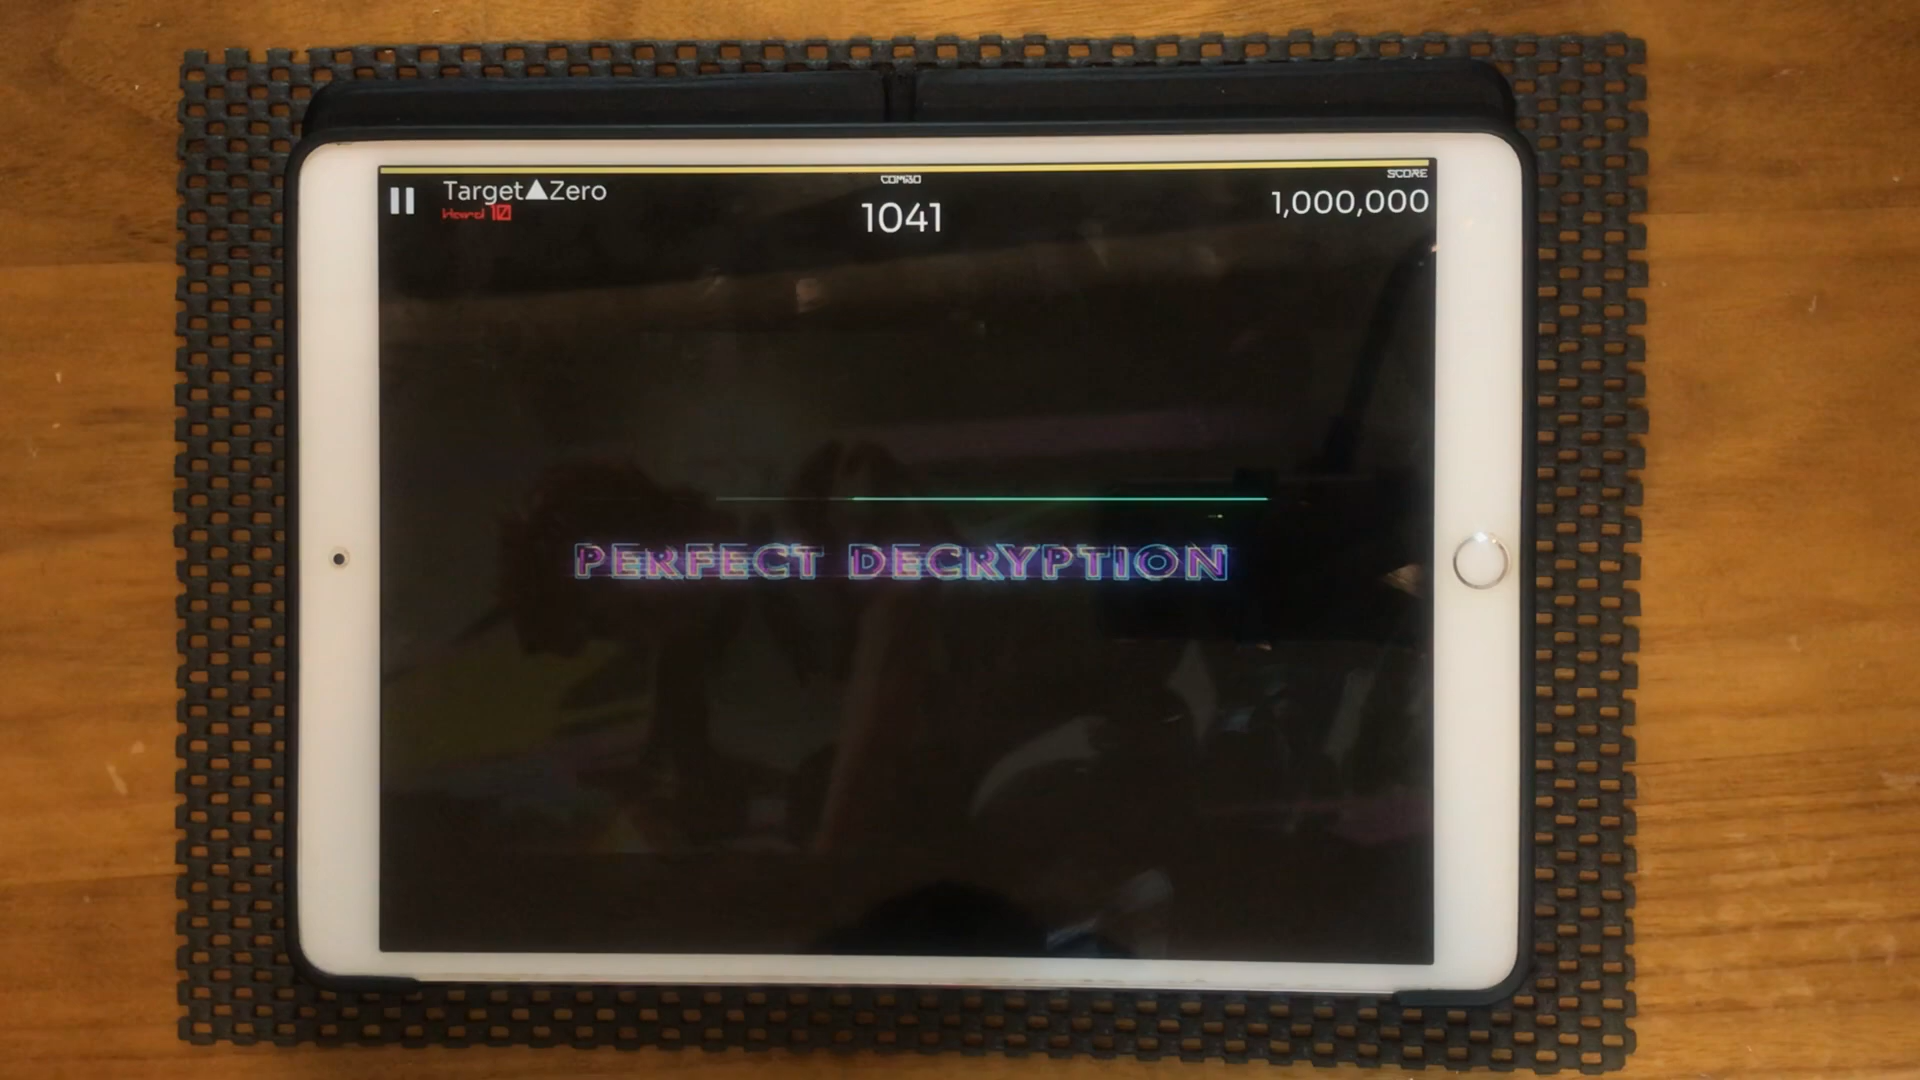 Target▲Zero
Hard 10
COMBO
1041
SCORE
1,000,000
PERFECT DECRYPTION